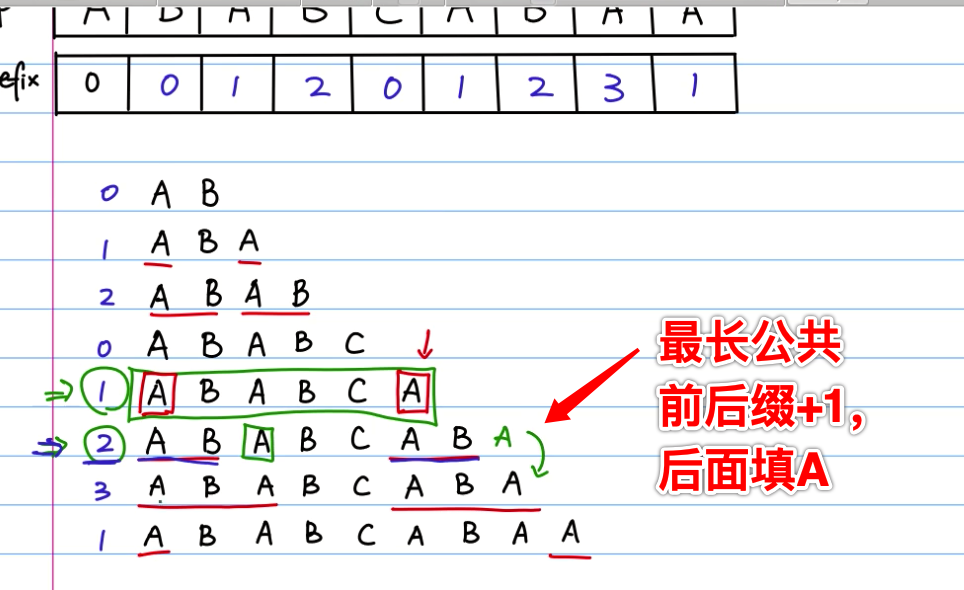 A B A B C A B A A
efix 0 0 1 2 0 1 2 3 1
0 A B
1 A B A
2 A B A B
0 A B A B C
⇒ 1 A B A B C A
⇒ 2 A B A B C A B A
3 A B A B C A B A
1 A B A B C A B A A
最长公共
前后缀+1,
后面填A